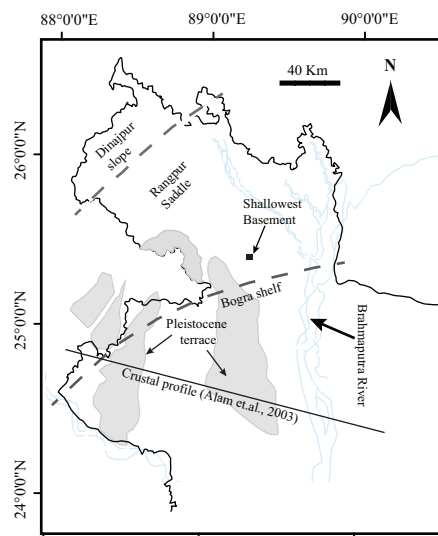 88°0'0"E
89°0'0"E
90°0'0"E
40 Km
N
26°0'0"N
Dinajpur
slope
Rangpur
Saddle
Shallowest
Basement
Bogra shelf
25°0'0"N
Pleistocene
terrace
Brahmaputra River
Crustal profile (Alam et.al., 2003)
24°0'0"N